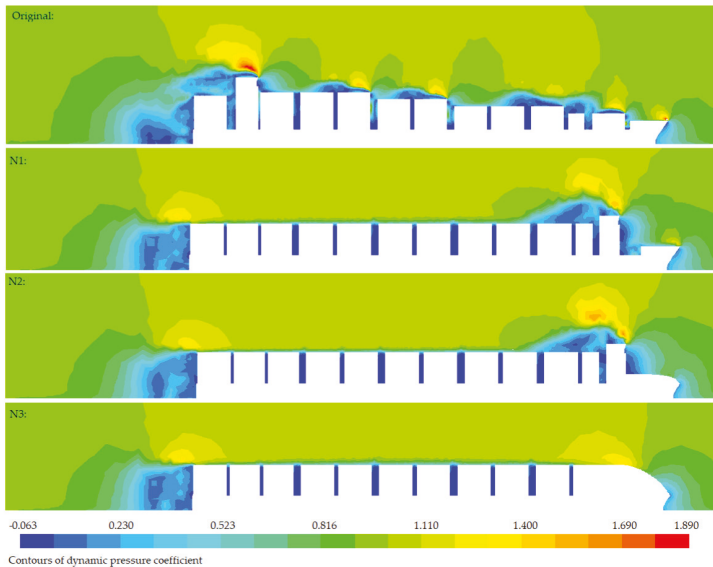 Original:
N1:
N2:
N3:
-0.063 0.230 0.523 0.816 1.110 1.400 1.690 1.890
Contours of dynamic pressure coefficient